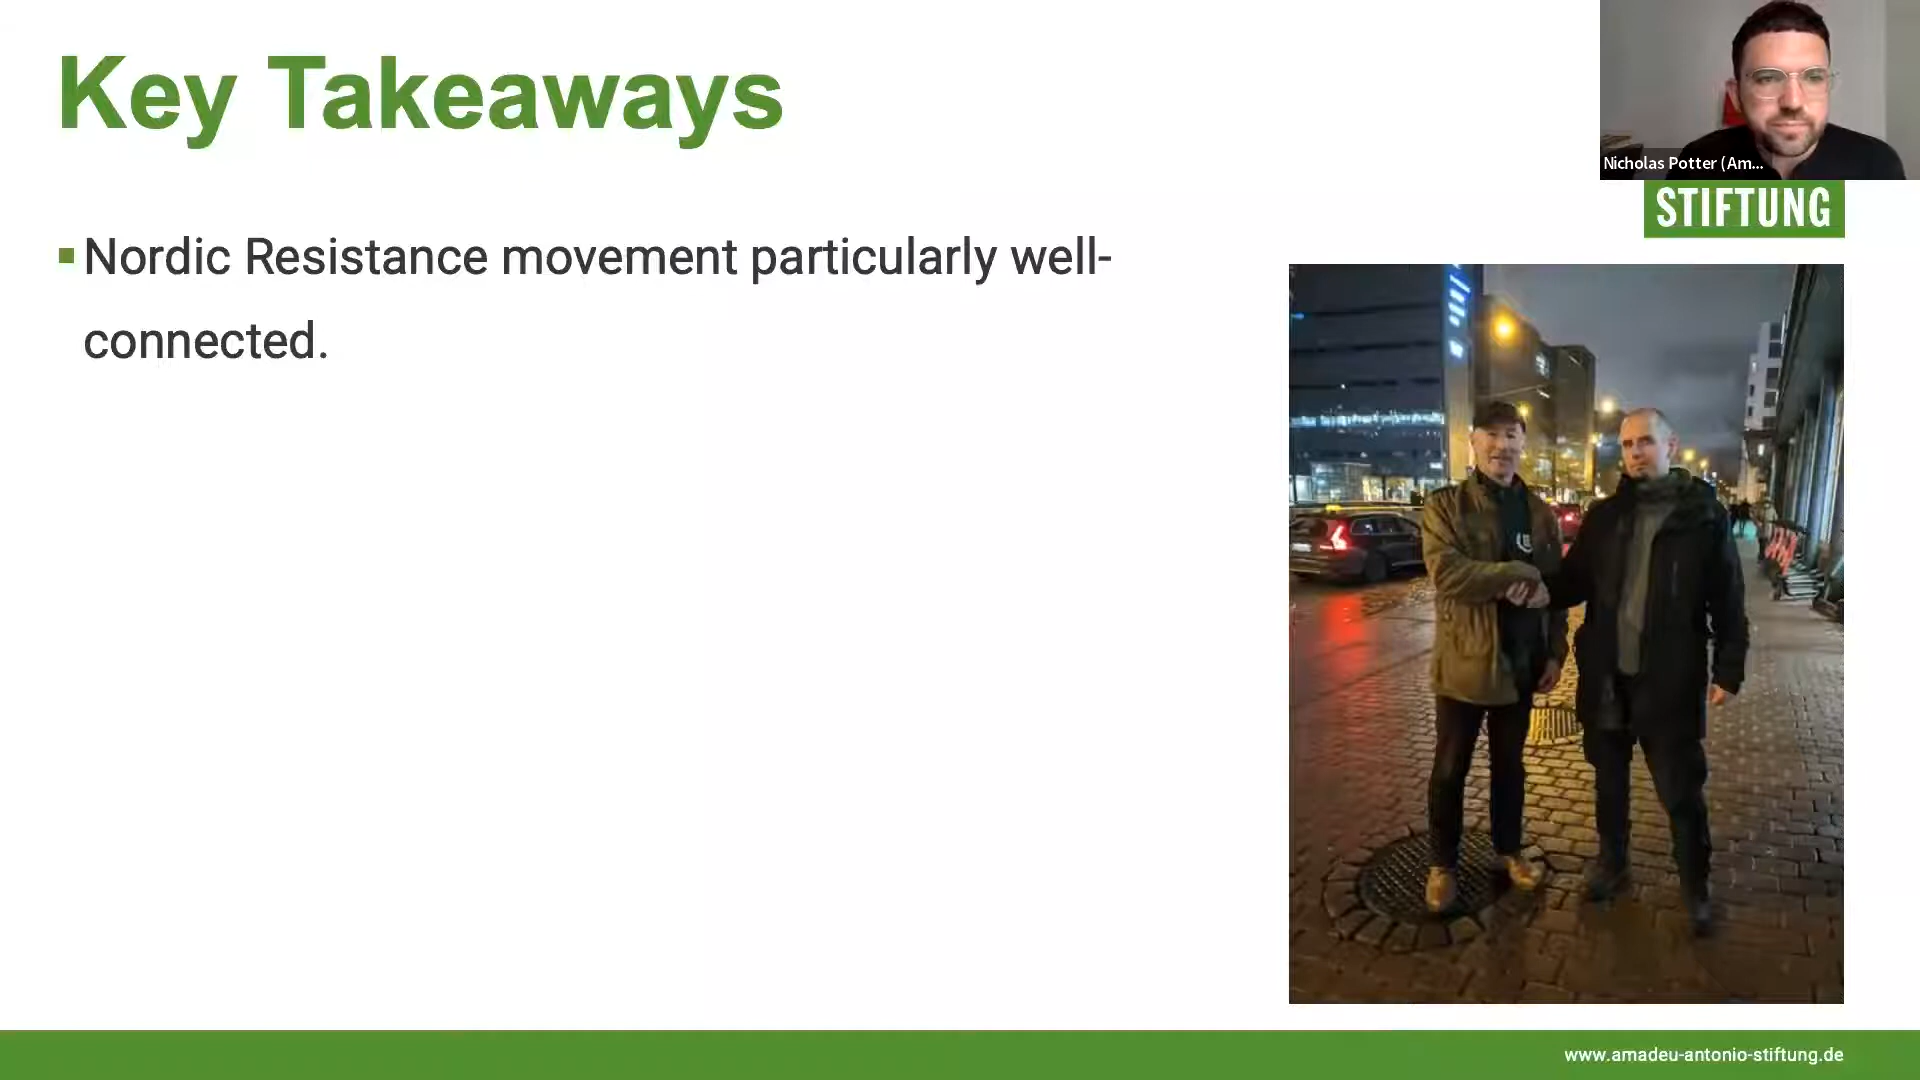 Key Takeaways
Nicholas Potter (Am...
STIFTUNG
Nordic Resistance movement particularly well-
connected.
www.amadeu-antonio-stiftung.de